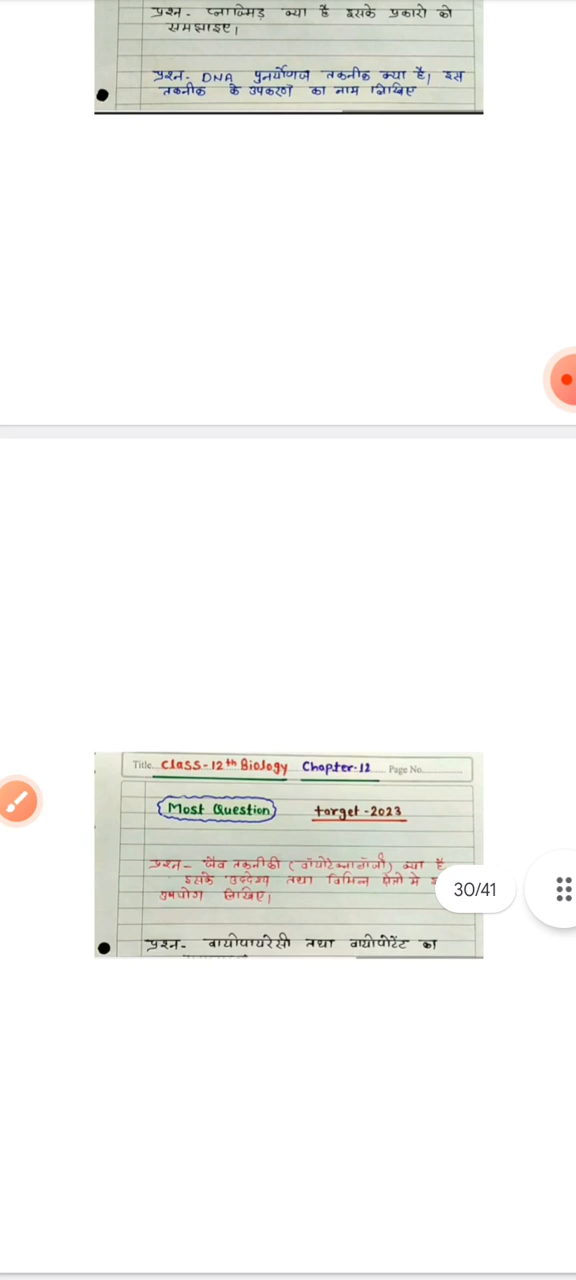 प्रश्न- प्लाज्मिड़ क्या है इसके प्रकारो को
समझाइए।
प्रश्न- DNA पुनर्योगज तकनीक क्या है। इस
तकनीक के उपकरणों का नाम लिखिए
Title. Class-12th Biology Chapter-12 Page No.
Most Question target-2023
प्रश्न- जैव तकनीकी (बॉयोटेक्नोलॉजी) क्या है
इसके उद्देश्य तथा विभिन्न क्षेत्रो मे
उपयोग लिखिए।
30/41
प्रश्न- बायोपायरेसी तथा बायोपेटेंट का